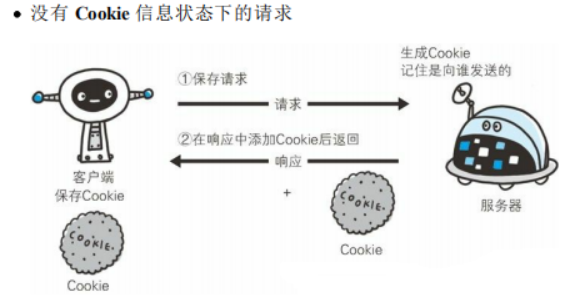 • 没有 Cookie 信息状态下的请求
生成Cookie
记住是向谁发送的
①保存请求
请求
②在响应中添加Cookie后返回
响应
客户端
保存Cookie
+
COOKIE.
服务器
Cookie
COOKIE.
Cookie